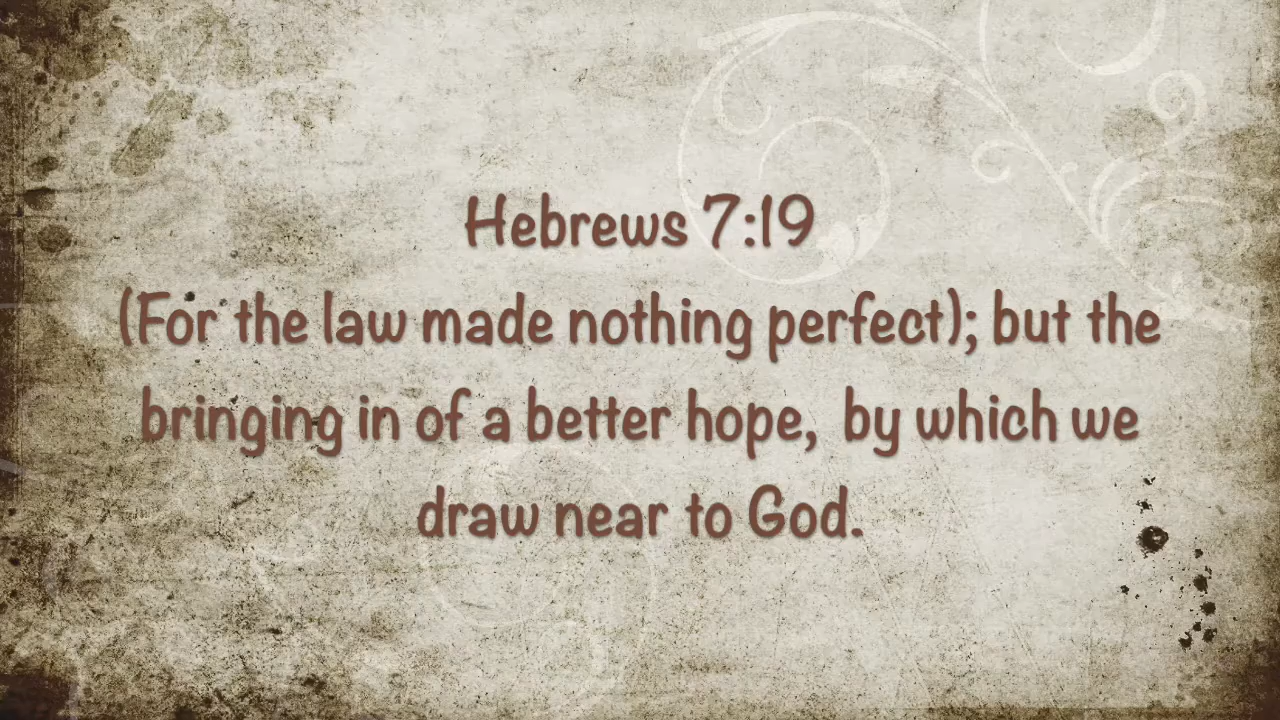 Hebrews 7:19
(For the law made nothing perfect); but the
bringing in of a better hope,  by which we
draw near to God.